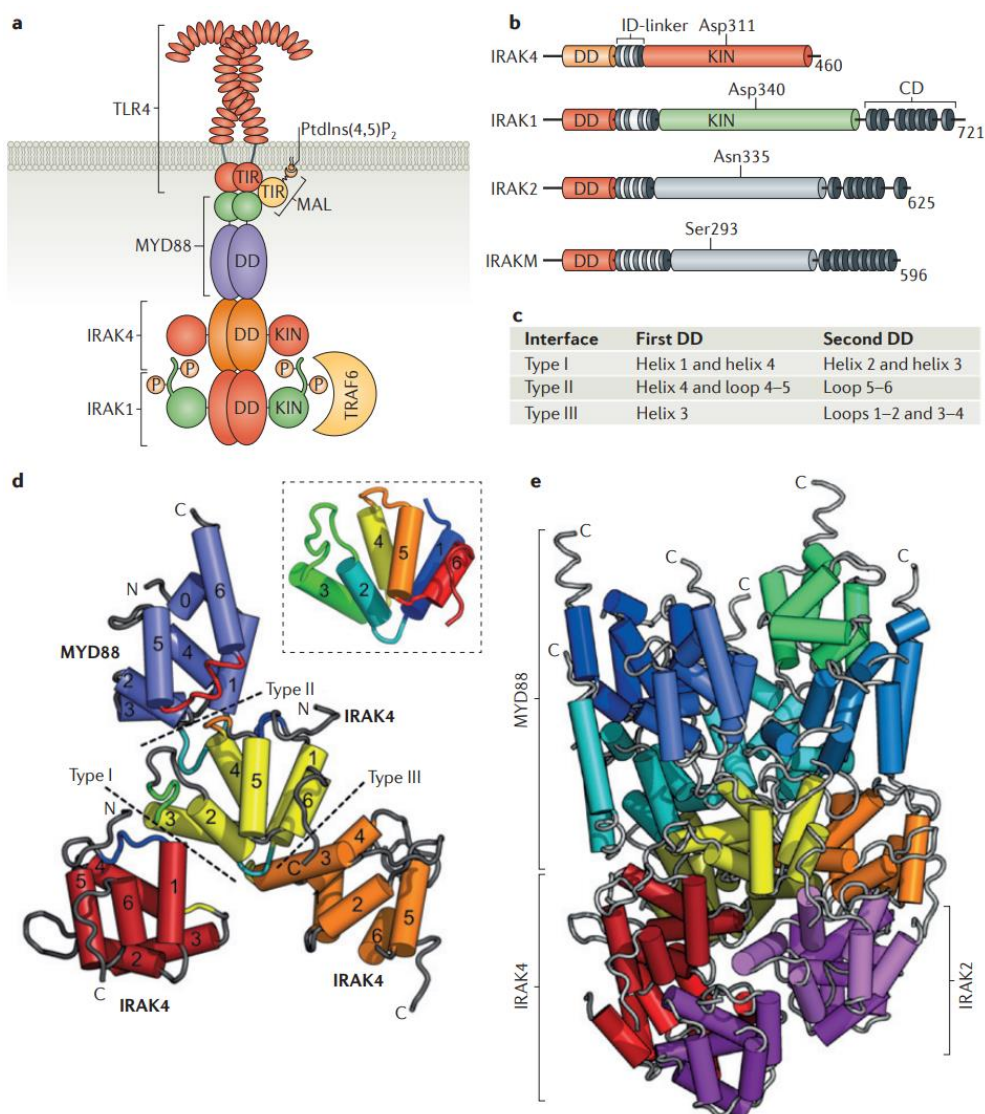 a
TLR4
PtdIns(4,5)P2
TIR
TIR
MAL
MYD88
DD
IRAK4
DD
KIN
P
P
P
P
IRAK1
DD
KIN
TRAF6
b
ID-linker
Asp311
IRAK4
DD
KIN
460
Asp340
CD
IRAK1
DD
KIN
721
Asn335
IRAK2
DD
625
Ser293
IRAKM
DD
596
c
Interface First DD Second DD
Type I Helix 1 and helix 4 Helix 2 and helix 3
Type II Helix 4 and loop 4–5 Loop 5–6
Type III Helix 3 Loops 1–2 and 3–4
d
C
N
0
6
5
4
MYD88
2
1
3
4
5
1
3
2
6
Type II
N
IRAK4
4
5
1
Type I
Type III
6
N
3
2
4
3
C
4
1
5
6
2
5
3
2
6
C
IRAK4
IRAK4
C
e
C
C
C
C
C
C
MYD88
IRAK4
IRAK2